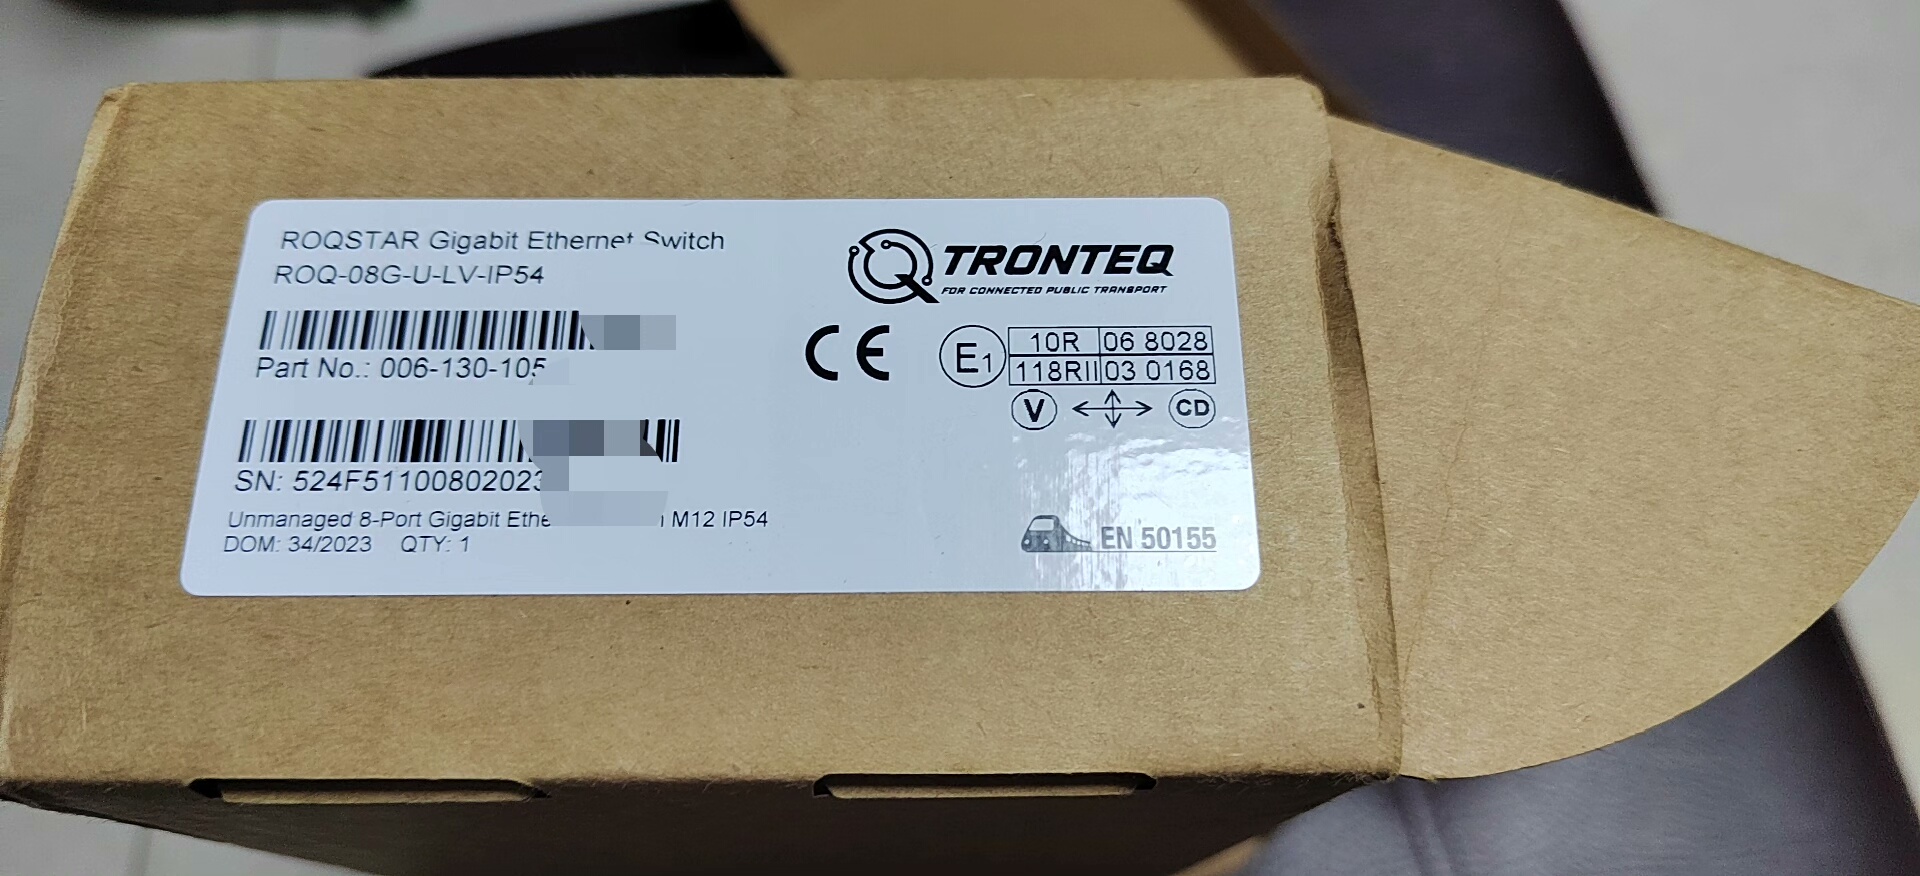 ROQSTAR Gigabit Ethernet Switch
ROQ-08G-U-LV-IP54
Part No.: 006-130-105
SN: 524F51100802023
Unmanaged 8-Port Gigabit M12 IP54
DOM: 34/2023 QTY: 1
TRONTEQ
FOR CONNECTED PUBLIC TRANSPORT
CE
E1
10R 06 8028
118RII 03 0168
V CD
EN 50155